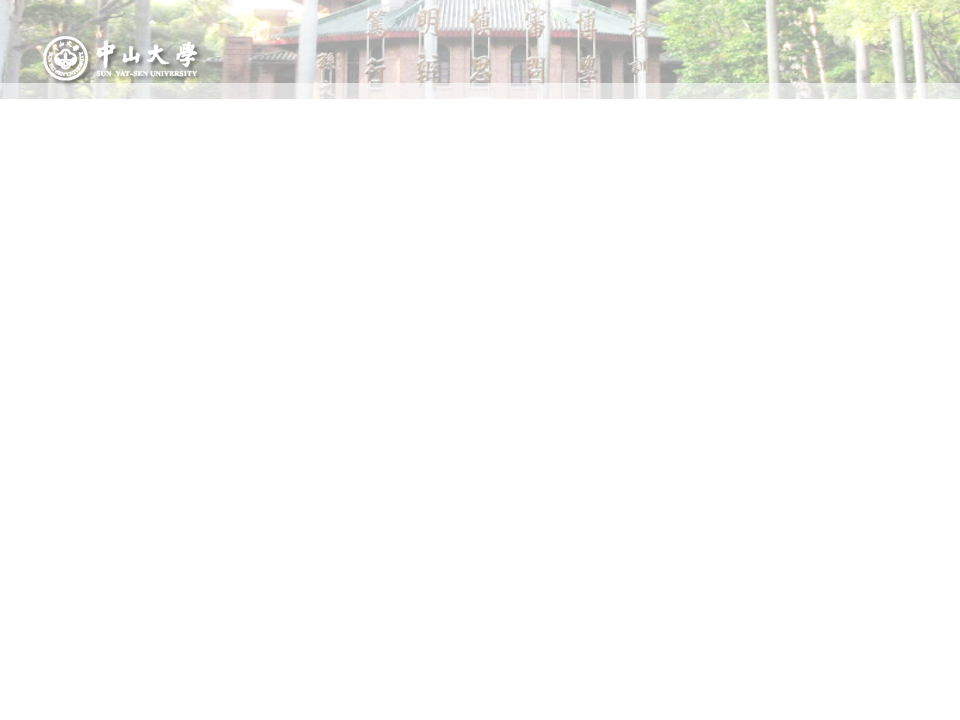 中山大學
SUN YAT-SEN UNIVERSITY
博 審 慎 明 篤
學 問 思 辨 行